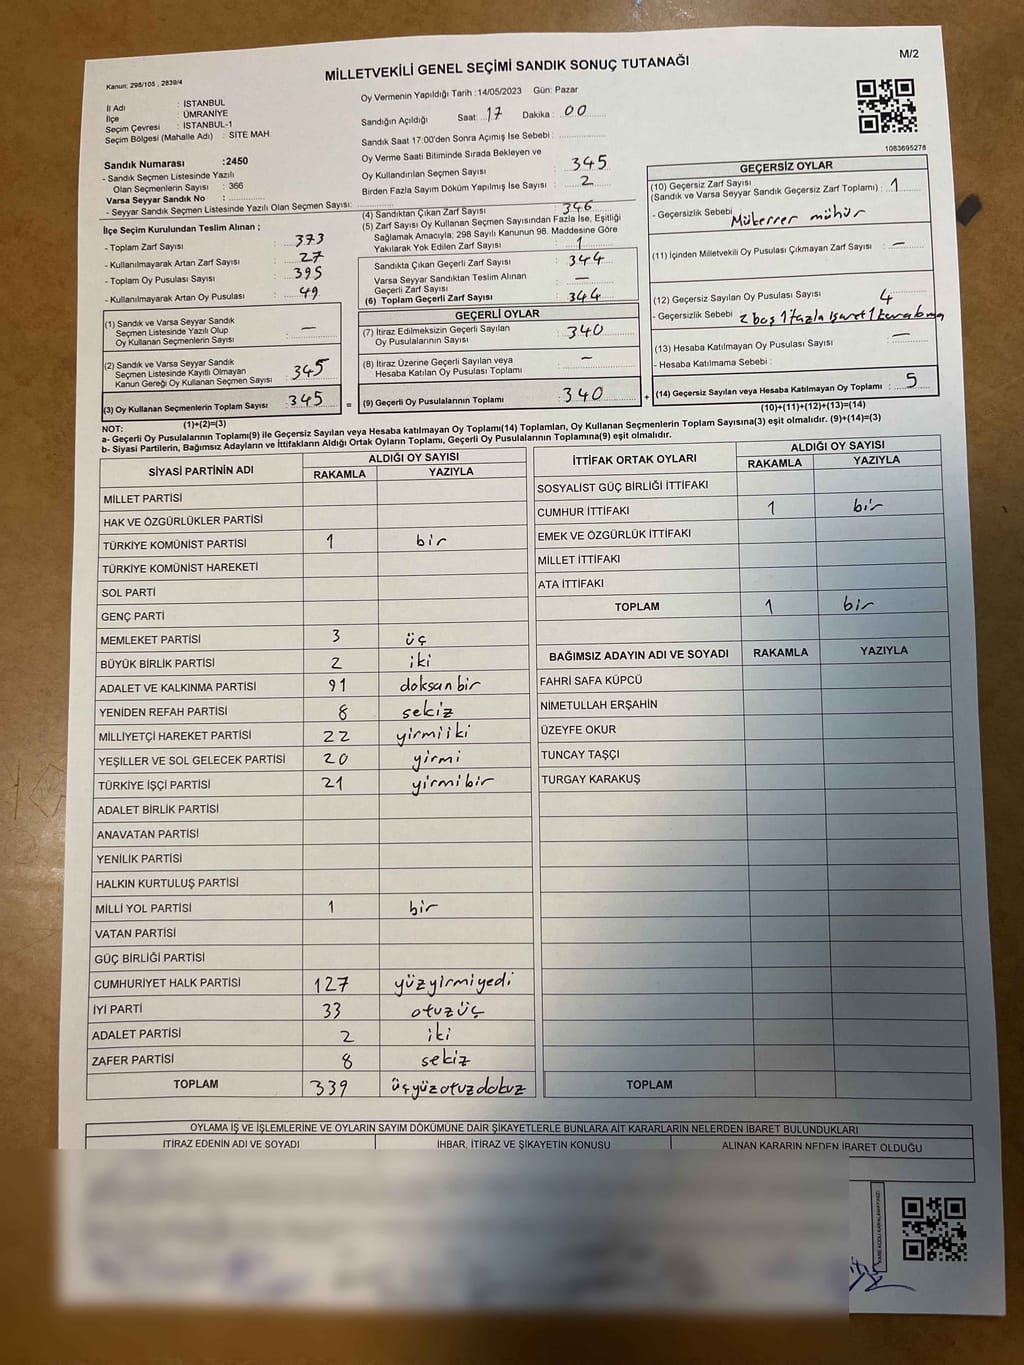 M/2
Kanun; 298/105 , 2839/4
MİLLETVEKİLİ GENEL SEÇİMİ SANDIK SONUÇ TUTANAĞI
İl Adı : İSTANBUL
İlçe : ÜMRANİYE
Seçim Çevresi : İSTANBUL-1
Seçim Bölgesi (Mahalle Adı) : SİTE MAH.
Sandık Numarası :2450
- Sandık Seçmen Listesinde Yazılı
Olan Seçmenlerin Sayısı : 366
Varsa Seyyar Sandık No :
- Seyyar Sandık Seçmen Listesinde Yazılı Olan Seçmen Sayısı:
İlçe Seçim Kurulundan Teslim Alınan ;
- Toplam Zarf Sayısı : 373
- Kullanılmayarak Artan Zarf Sayısı : 27
- Toplam Oy Pusulası Sayısı : 395
- Kullanılmayarak Artan Oy Pusulası : 49
(1) Sandık ve Varsa Seyyar Sandık
Seçmen Listesinde Yazılı Olup
Oy Kullanan Seçmenlerin Sayısı : —
(2) Sandık ve Varsa Seyyar Sandık
Seçmen Listesinde Kayıtlı Olmayan
Kanun Gereği Oy Kullanan Seçmen Sayısı : 345
(3) Oy Kullanan Seçmenlerin Toplam Sayısı : 345 =
(1)+(2)=(3)
Oy Vermenin Yapıldığı Tarih :14/05/2023 Gün: Pazar
Sandığın Açıldığı Saat: 17 Dakika : 00
Sandık Saat 17:00'den Sonra Açımış İse Sebebi :
Oy Verme Saati Bitiminde Sırada Bekleyen ve
Oy Kullandırılan Seçmen Sayısı : 345
Birden Fazla Sayım Döküm Yapılmış İse Sayısı : 2
(4) Sandıktan Çıkan Zarf Sayısı : 346
(5) Zarf Sayısı Oy Kullanan Seçmen Sayısından Fazla İse, Eşitliği
Sağlamak Amacıyla; 298 Sayılı Kanunun 98. Maddesine Göre
Yakılarak Yok Edilen Zarf Sayısı : 1
Sandıkta Çıkan Geçerli Zarf Sayısı : 344
Varsa Seyyar Sandıktan Teslim Alınan
Geçerli Zarf Sayısı : —
(6) Toplam Geçerli Zarf Sayısı : 344
GEÇERLİ OYLAR
(7) İtiraz Edilmeksizin Geçerli Sayılan
Oy Pusulalarının Sayısı : 340
(8) İtiraz Üzerine Geçerli Sayılan veya
Hesaba Katılan Oy Pusulası Toplamı : —
(9) Geçerli Oy Pusulalarının Toplamı : 340 +
1083695276
GEÇERSİZ OYLAR
(10) Geçersiz Zarf Sayısı
(Sandık ve Varsa Seyyar Sandık Geçersiz Zarf Toplamı) : 1
- Geçersizlik Sebebi : Mükerrer mühür
(11) İçinden Milletvekili Oy Pusulası Çıkmayan Zarf Sayısı : —
(12) Geçersiz Sayılan Oy Pusulası Sayısı : 4
- Geçersizlik Sebebi : 2 boş 1 fazla işaret 1 karalama
(13) Hesaba Katılmayan Oy Pusulası Sayısı : —
- Hesaba Katılmama Sebebi :
(14) Geçersiz Sayılan veya Hesaba Katılmayan Oy Toplamı : 5
(10)+(11)+(12)+(13)=(14)
NOT:
a- Geçerli Oy Pusulalarının Toplamı(9) ile Geçersiz Sayılan veya Hesaba katılmayan Oy Toplamı(14) Toplamları, Oy Kullanan Seçmenlerin Toplam Sayısına(3) eşit olmalıdır. (9)+(14)=(3)
b- Siyasi Partilerin, Bağımsız Adayların ve İttifakların Aldığı Ortak Oyların Toplamı, Geçerli Oy Pusulalarının Toplamına(9) eşit olmalıdır.
SİYASİ PARTİNİN ADI ALDIĞI OY SAYISI
RAKAMLA YAZIYLA
MİLLET PARTİSİ
HAK VE ÖZGÜRLÜKLER PARTİSİ
TÜRKİYE KOMÜNİST PARTİSİ 1 bir
TÜRKİYE KOMÜNİST HAREKETİ
SOL PARTİ
GENÇ PARTİ
MEMLEKET PARTİSİ 3 üç
BÜYÜK BİRLİK PARTİSİ 2 iki
ADALET VE KALKINMA PARTİSİ 91 doksan bir
YENİDEN REFAH PARTİSİ 8 sekiz
MİLLİYETÇİ HAREKET PARTİSİ 22 yirmi iki
YEŞİLLER VE SOL GELECEK PARTİSİ 20 yirmi
TÜRKİYE İŞÇİ PARTİSİ 21 yirmi bir
ADALET BİRLİK PARTİSİ
ANAVATAN PARTİSİ
YENİLİK PARTİSİ
HALKIN KURTULUŞ PARTİSİ
MİLLİ YOL PARTİSİ 1 bir
VATAN PARTİSİ
GÜÇ BİRLİĞİ PARTİSİ
CUMHURİYET HALK PARTİSİ 127 yüzyirmiyedi
İYİ PARTİ 33 otuzüç
ADALET PARTİSİ 2 iki
ZAFER PARTİSİ 8 sekiz
TOPLAM 339 üçyüzotuzdokuz
İTTİFAK ORTAK OYLARI ALDIĞI OY SAYISI
RAKAMLA YAZIYLA
SOSYALİST GÜÇ BİRLİĞİ İTTİFAKI
CUMHUR İTTİFAKI 1 bir
EMEK VE ÖZGÜRLÜK İTTİFAKI
MİLLET İTTİFAKI
ATA İTTİFAKI
TOPLAM 1 bir
BAĞIMSIZ ADAYIN ADI VE SOYADI RAKAMLA YAZIYLA
FAHRİ SAFA KÜPCÜ
NİMETULLAH ERŞAHİN
ÜZEYFE OKUR
TUNCAY TAŞÇI
TURGAY KARAKUŞ
TOPLAM
OYLAMA İŞ VE İŞLEMLERİNE VE OYLARIN SAYIM DÖKÜMÜNE DAİR ŞİKAYETLERLE BUNLARA AİT KARARLARIN NELERDEN İBARET BULUNDUKLARI
İTİRAZ EDENİN ADI VE SOYADI İHBAR, İTİRAZ VE ŞİKAYETİN KONUSU ALINAN KARARIN NEDEN İBARET OLDUĞU